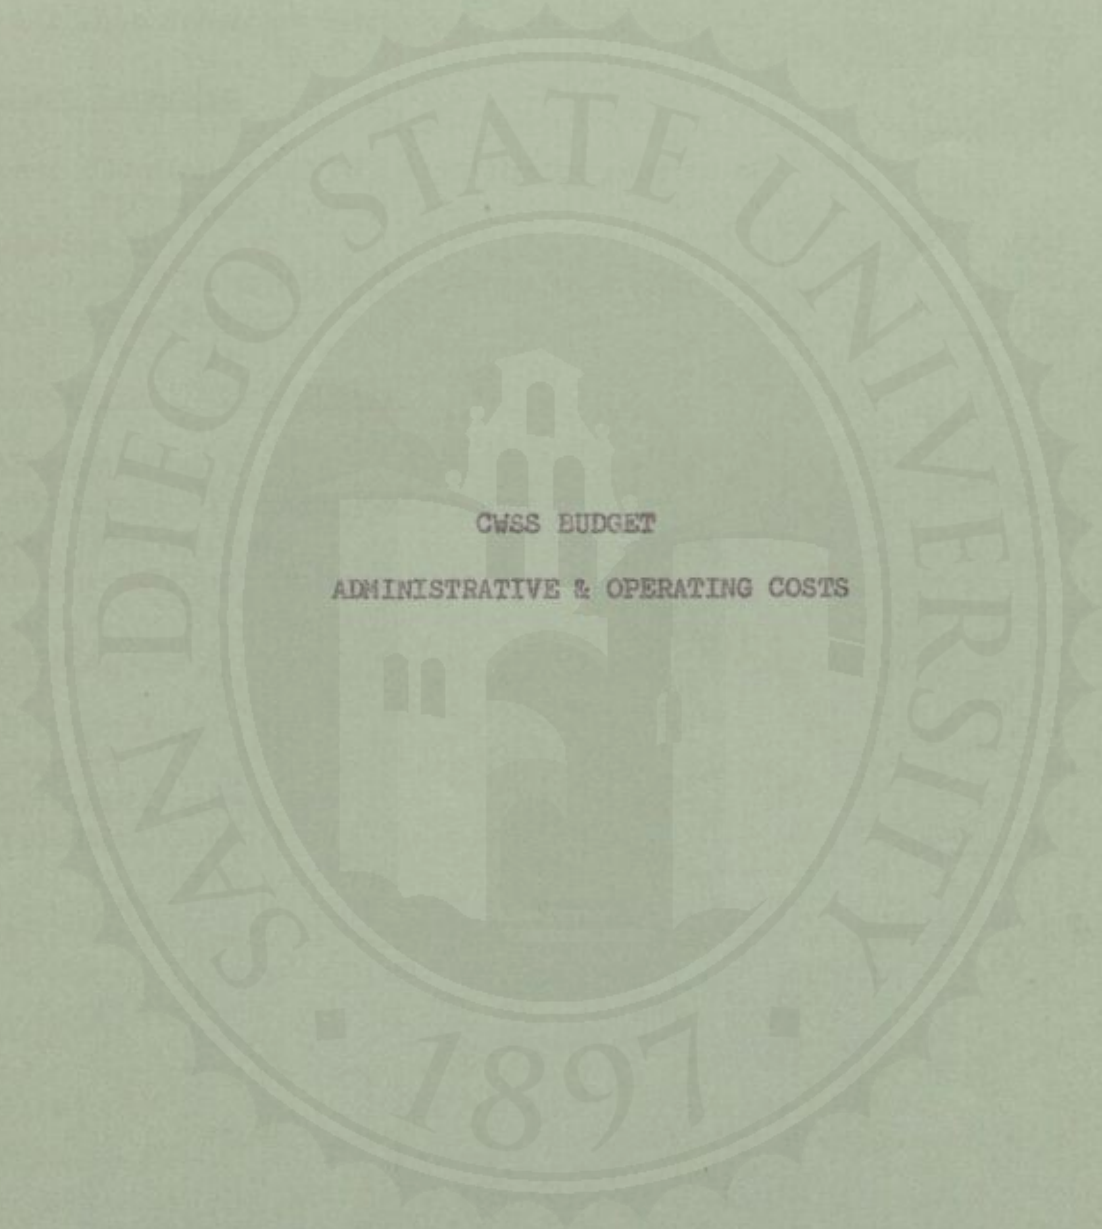 SAN DIEGO STATE UNIVERSITY
CWSS BUDGET
ADMINISTRATIVE & OPERATING COSTS
1897